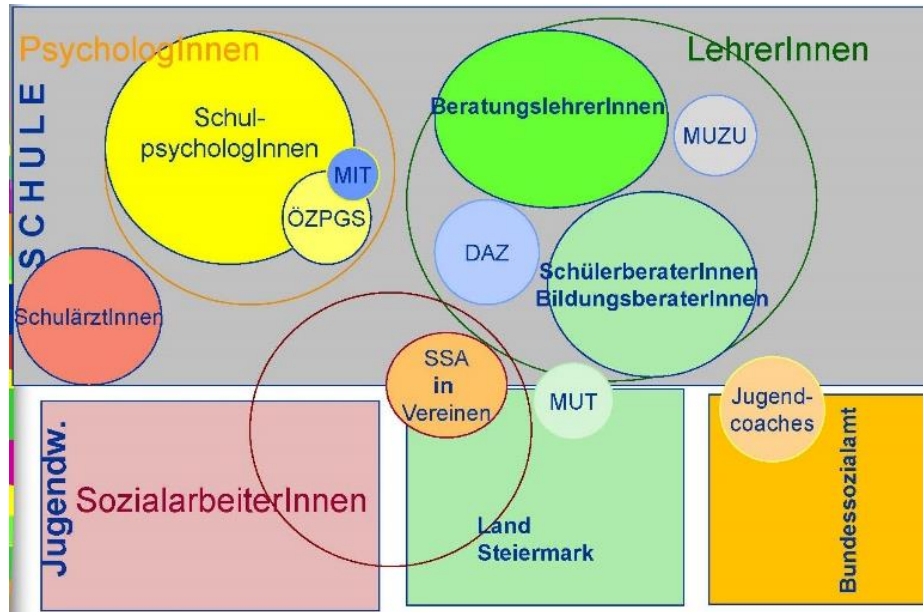 PsychologInnen
LehrerInnen
SCHULE
Schul-
psychologInnen
MIT
ÖZPGS
BeratungslehrerInnen
MUZU
DAZ
SchülerberaterInnen
BildungsberaterInnen
SchulärztInnen
SSA
in
Vereinen
MUT
Jugend-
coaches
Jugendw.
SozialarbeiterInnen
Land
Steiermark
Bundessozialamt